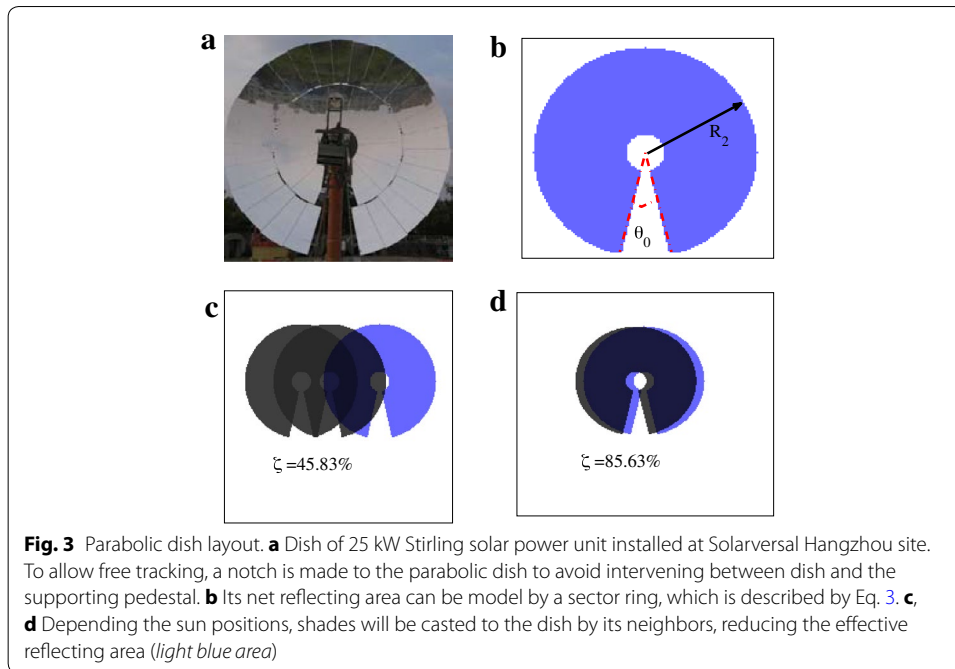 a
b
R2
θ0
c
d
ζ =45.83%
ζ =85.63%
Fig. 3 Parabolic dish layout. a Dish of 25 kW Stirling solar power unit installed at Solarversal Hangzhou site.
To allow free tracking, a notch is made to the parabolic dish to avoid intervening between dish and the
supporting pedestal. b Its net reflecting area can be model by a sector ring, which is described by Eq. 3. c,
d Depending the sun positions, shades will be casted to the dish by its neighbors, reducing the effective
reflecting area (light blue area)